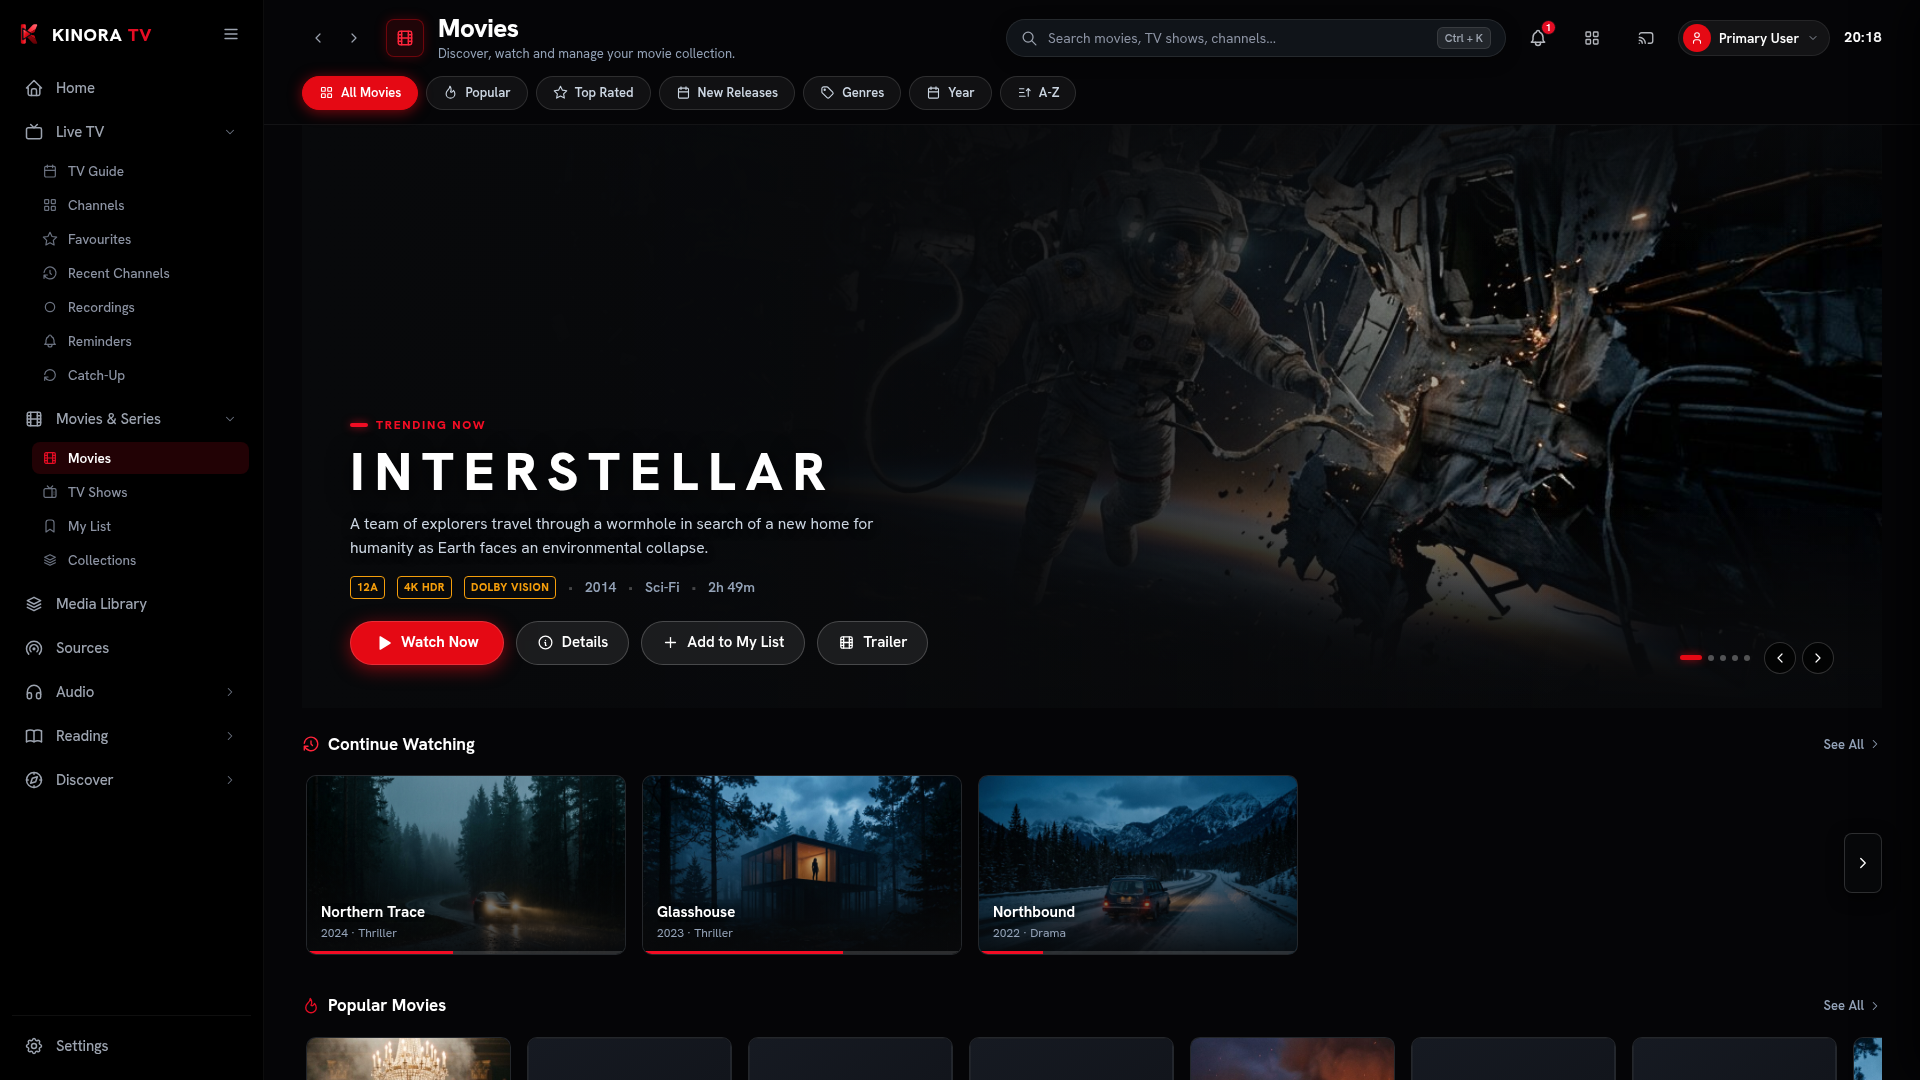 KINORA TV
Home
Live TV
TV Guide
Channels
Favourites
Recent Channels
Recordings
Reminders
Catch-Up
Movies & Series
Movies
TV Shows
My List
Collections
Media Library
Sources
Audio
Reading
Discover
Settings
Movies
Discover, watch and manage your movie collection.
Search movies, TV shows, channels...
Ctrl + K
1
Primary User
20:18
All Movies
Popular
Top Rated
New Releases
Genres
Year
A-Z
TRENDING NOW
INTERSTELLAR
A team of explorers travel through a wormhole in search of a new home for
humanity as Earth faces an environmental collapse.
12A 4K HDR DOLBY VISION • 2014 • Sci-Fi • 2h 49m
Watch Now
Details
Add to My List
Trailer
Continue Watching
See All
Northern Trace
2024 · Thriller
Glasshouse
2023 · Thriller
Northbound
2022 · Drama
Popular Movies
See All